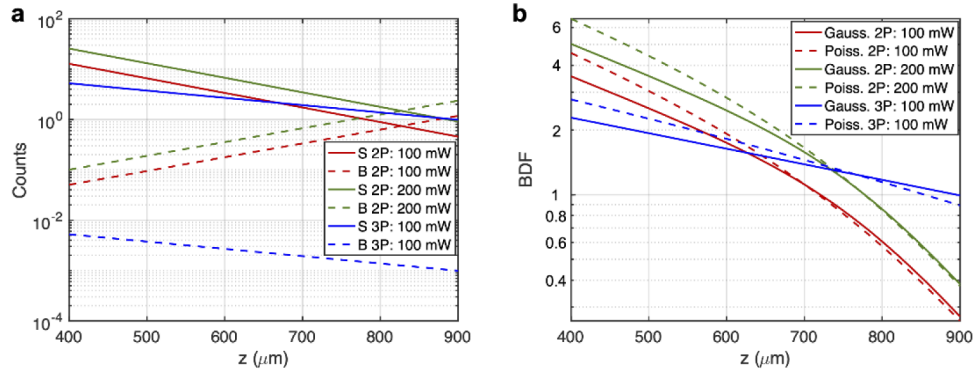 a
10^2
10^0
10^-2
10^-4
Counts
S 2P: 100 mW
B 2P: 100 mW
S 2P: 200 mW
B 2P: 200 mW
S 3P: 100 mW
B 3P: 100 mW
400 500 600 700 800 900
z (μm)
b
6
4
2
1
0.8
0.6
0.4
BDF
Gauss. 2P: 100 mW
Poiss. 2P: 100 mW
Gauss. 2P: 200 mW
Poiss. 2P: 200 mW
Gauss. 3P: 100 mW
Poiss. 3P: 100 mW
400 500 600 700 800 900
z (μm)